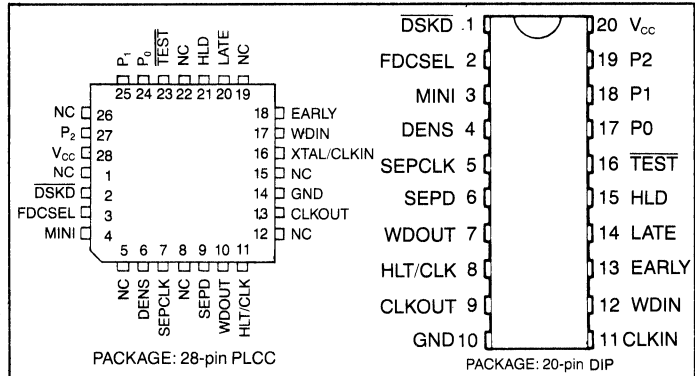 P₁ P₀ TEST NC HLD LATE NC
25 24 23 22 21 20 19
NC 26
P₂ 27
V_CC 28
NC 1
DSKD 2
FDCSEL 3
MINI 4
18 EARLY
17 WDIN
16 XTAL/CLKIN
15 NC
14 GND
13 CLKOUT
12 NC
5 6 7 8 9 10 11
NC DENS SEPCLK NC SEPD WDOUT HLT/CLK
PACKAGE: 28-pin PLCC
DSKD 1
FDCSEL 2
MINI 3
DENS 4
SEPCLK 5
SEPD 6
WDOUT 7
HLT/CLK 8
CLKOUT 9
GND 10
20 V_CC
19 P2
18 P1
17 P0
16 TEST
15 HLD
14 LATE
13 EARLY
12 WDIN
11 CLKIN
PACKAGE: 20-pin DIP